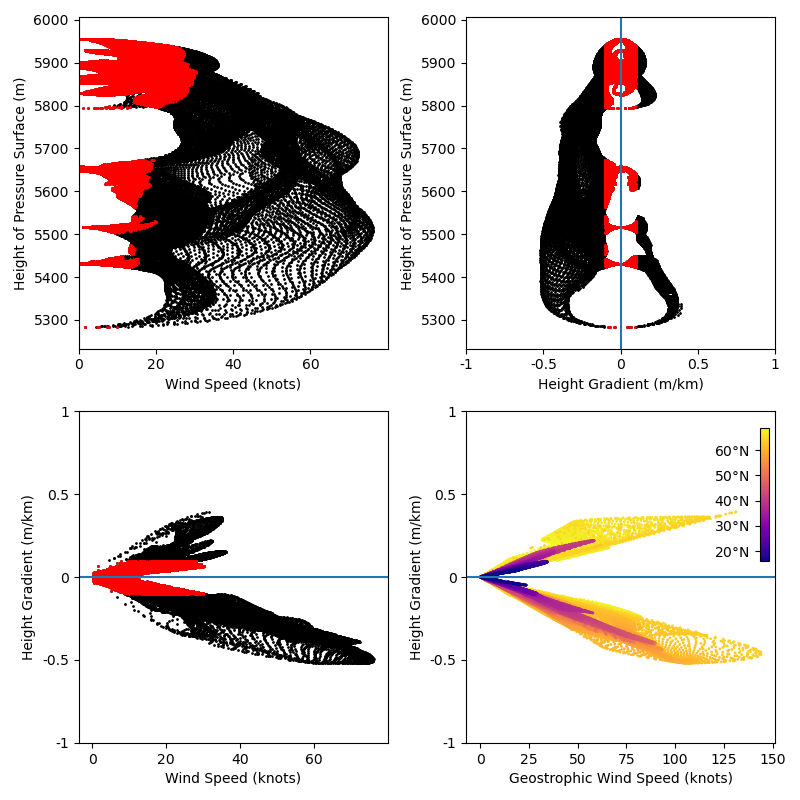 6000
5900
5800
5700
5600
5500
5400
5300
Height of Pressure Surface (m)
0 20 40 60
Wind Speed (knots)
6000
5900
5800
5700
5600
5500
5400
5300
Height of Pressure Surface (m)
-1 -0.5 0 0.5 1
Height Gradient (m/km)
1
0.5
0
-0.5
-1
Height Gradient (m/km)
0 20 40 60
Wind Speed (knots)
1
0.5
0
-0.5
-1
Height Gradient (m/km)
60°N
50°N
40°N
30°N
20°N
0 25 50 75 100 125 150
Geostrophic Wind Speed (knots)